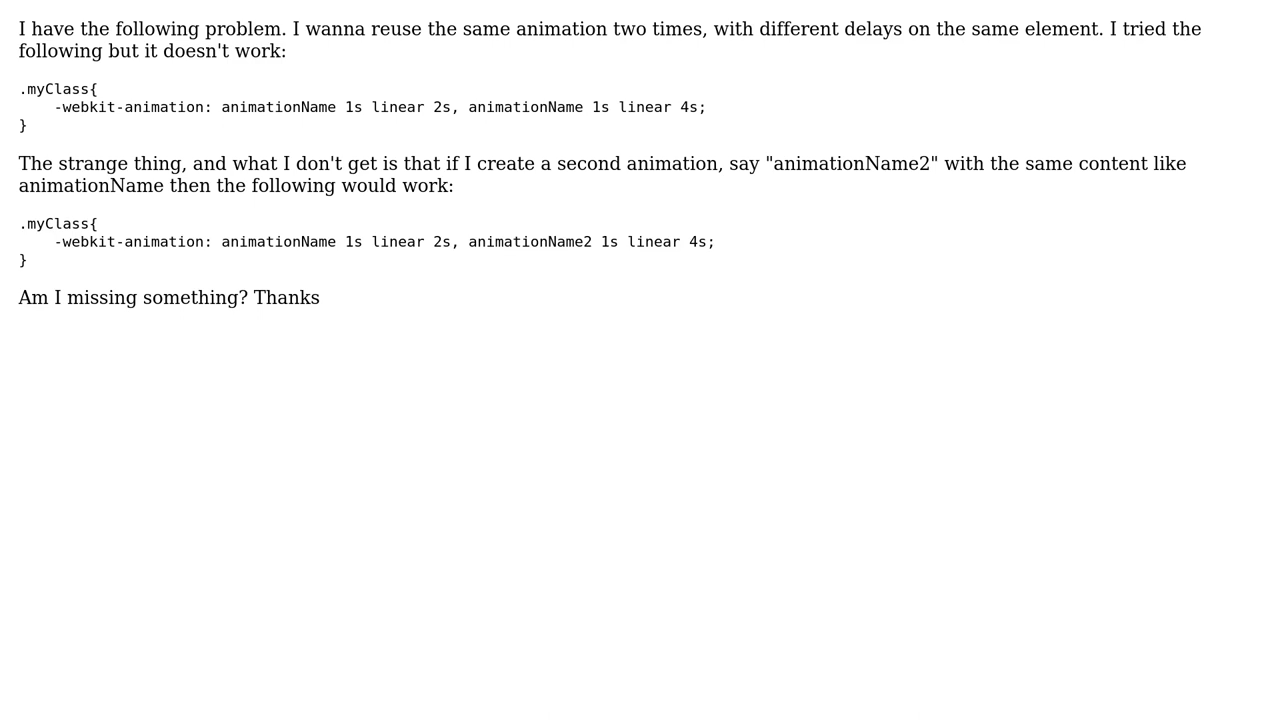 I have the following problem. I wanna reuse the same animation two times, with different delays on the same element. I tried the
following but it doesn't work:
.myClass{
    -webkit-animation: animationName 1s linear 2s, animationName 1s linear 4s;
}
The strange thing, and what I don't get is that if I create a second animation, say "animationName2" with the same content like
animationName then the following would work:
.myClass{
    -webkit-animation: animationName 1s linear 2s, animationName2 1s linear 4s;
}
Am I missing something? Thanks